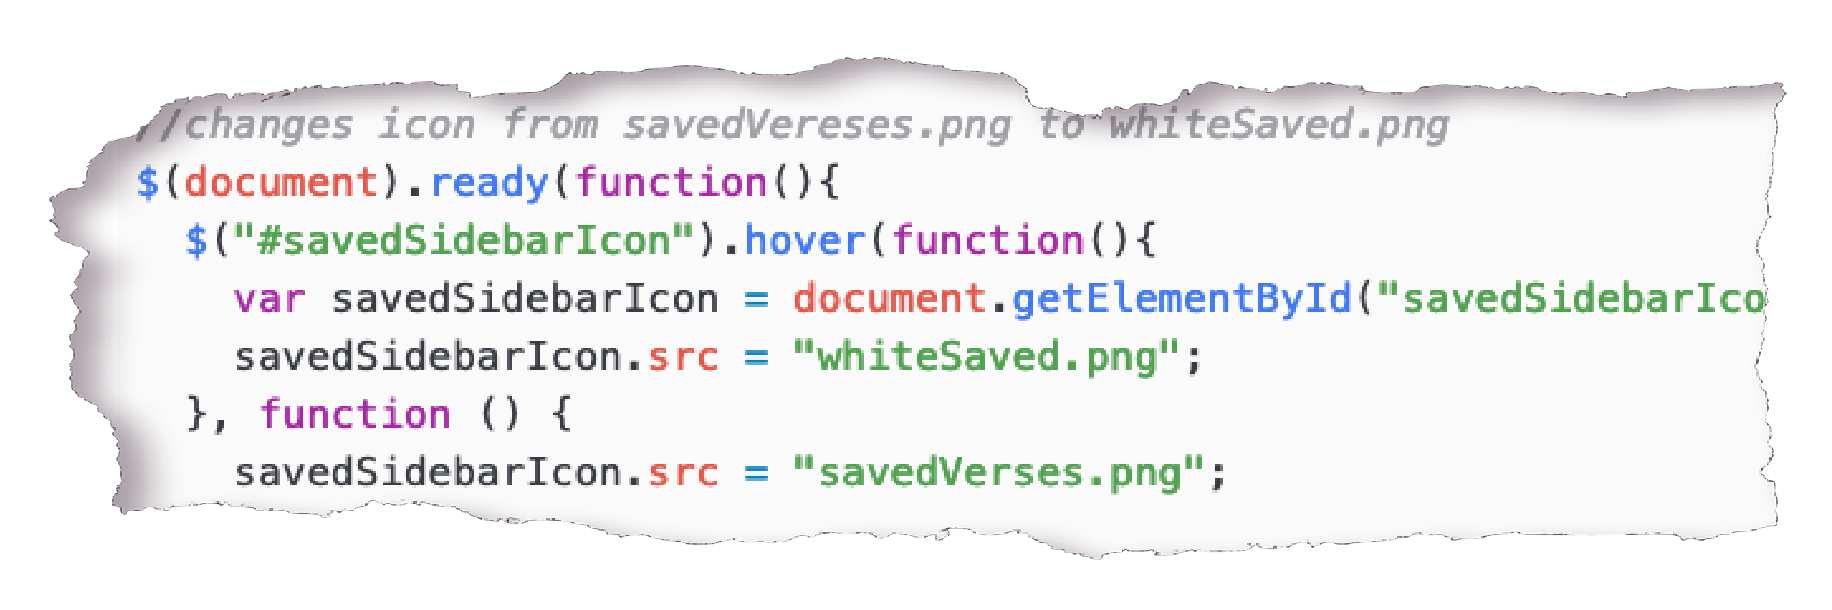 //changes icon from savedVereses.png to whiteSaved.png
$(document).ready(function(){
$("#savedSidebarIcon").hover(function(){
var savedSidebarIcon = document.getElementById("savedSidebarIco
savedSidebarIcon.src = "whiteSaved.png";
}, function () {
savedSidebarIcon.src = "savedVerses.png";